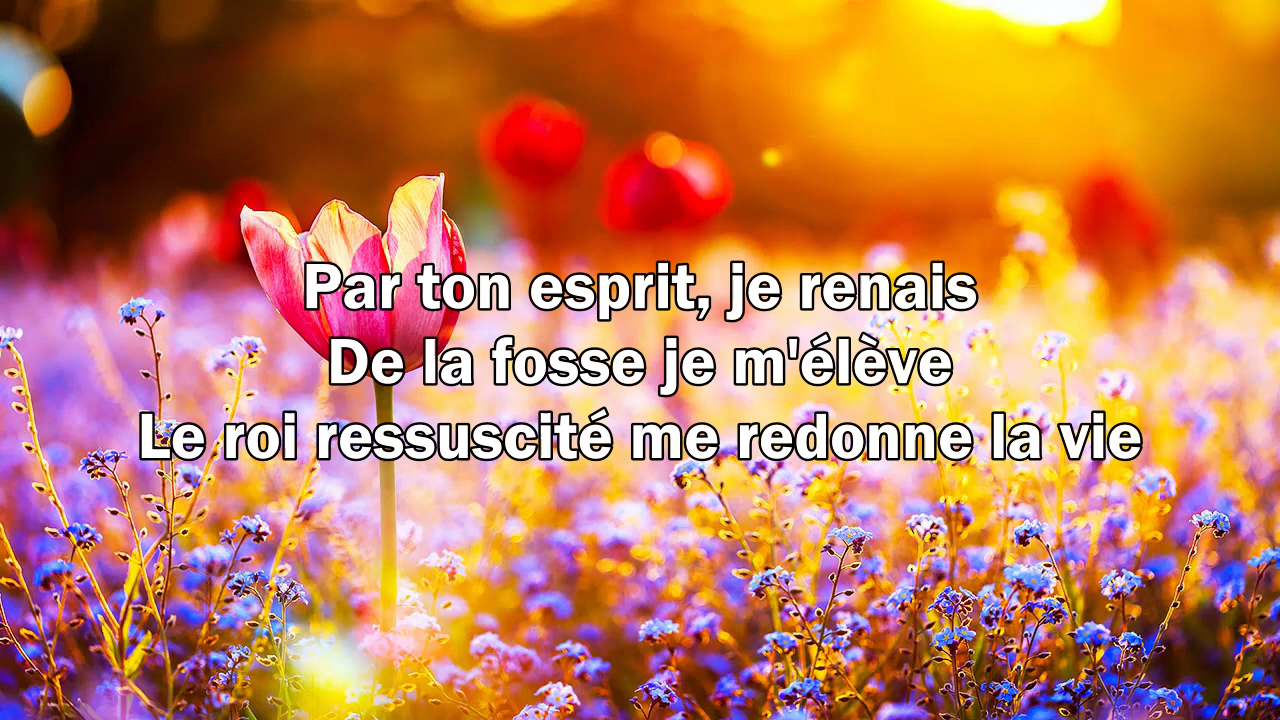 Par ton esprit, je renais
De la fosse je m'élève
Le roi ressuscité me redonne la vie